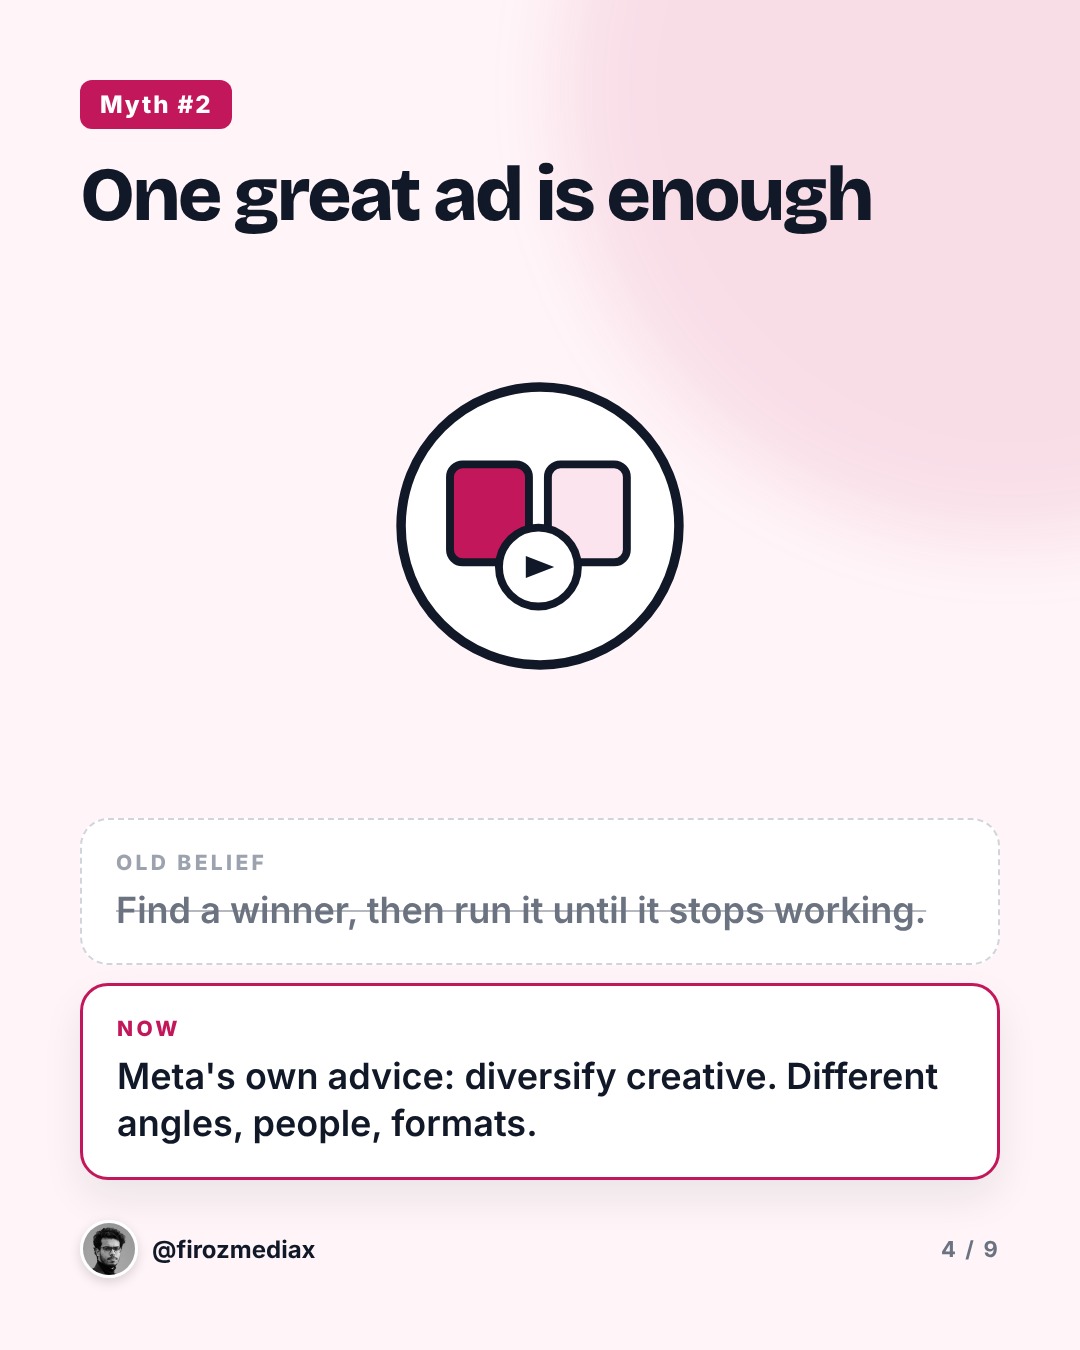 Myth #2
One great ad is enough
OLD BELIEF
Find a winner, then run it until it stops working.
NOW
Meta's own advice: diversify creative. Different
angles, people, formats.
@firozmediax
4 / 9